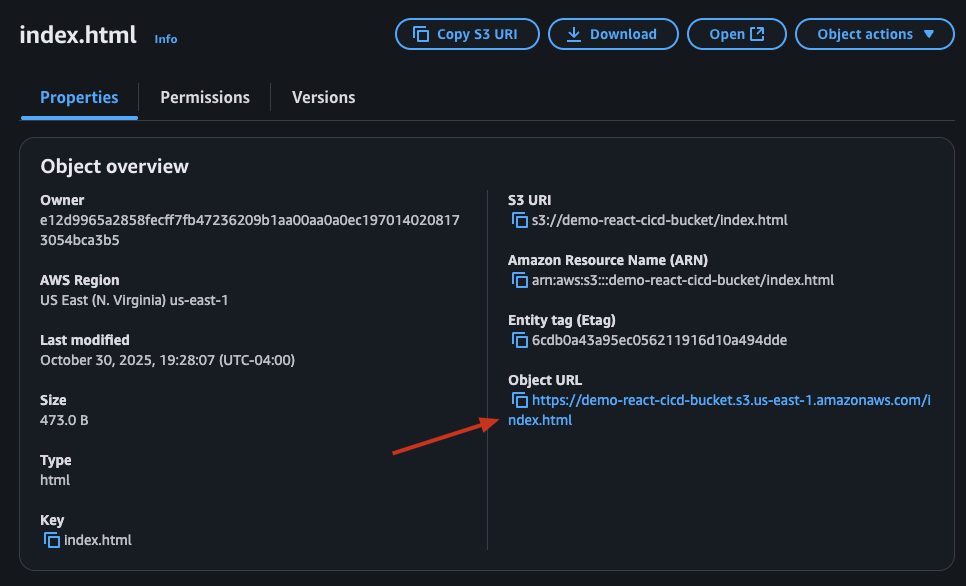 index.html Info Copy S3 URI Download Open Object actions
Properties Permissions Versions
Object overview
Owner
e12d9965a2858fecff7fb47236209b1aa00aa0a0ec197014020817
3054bca3b5
AWS Region
US East (N. Virginia) us-east-1
Last modified
October 30, 2025, 19:28:07 (UTC-04:00)
Size
473.0 B
Type
html
Key
index.html
S3 URI
s3://demo-react-cicd-bucket/index.html
Amazon Resource Name (ARN)
arn:aws:s3:::demo-react-cicd-bucket/index.html
Entity tag (Etag)
6cdb0a43a95ec056211916d10a494dde
Object URL
https://demo-react-cicd-bucket.s3.us-east-1.amazonaws.com/i
ndex.html